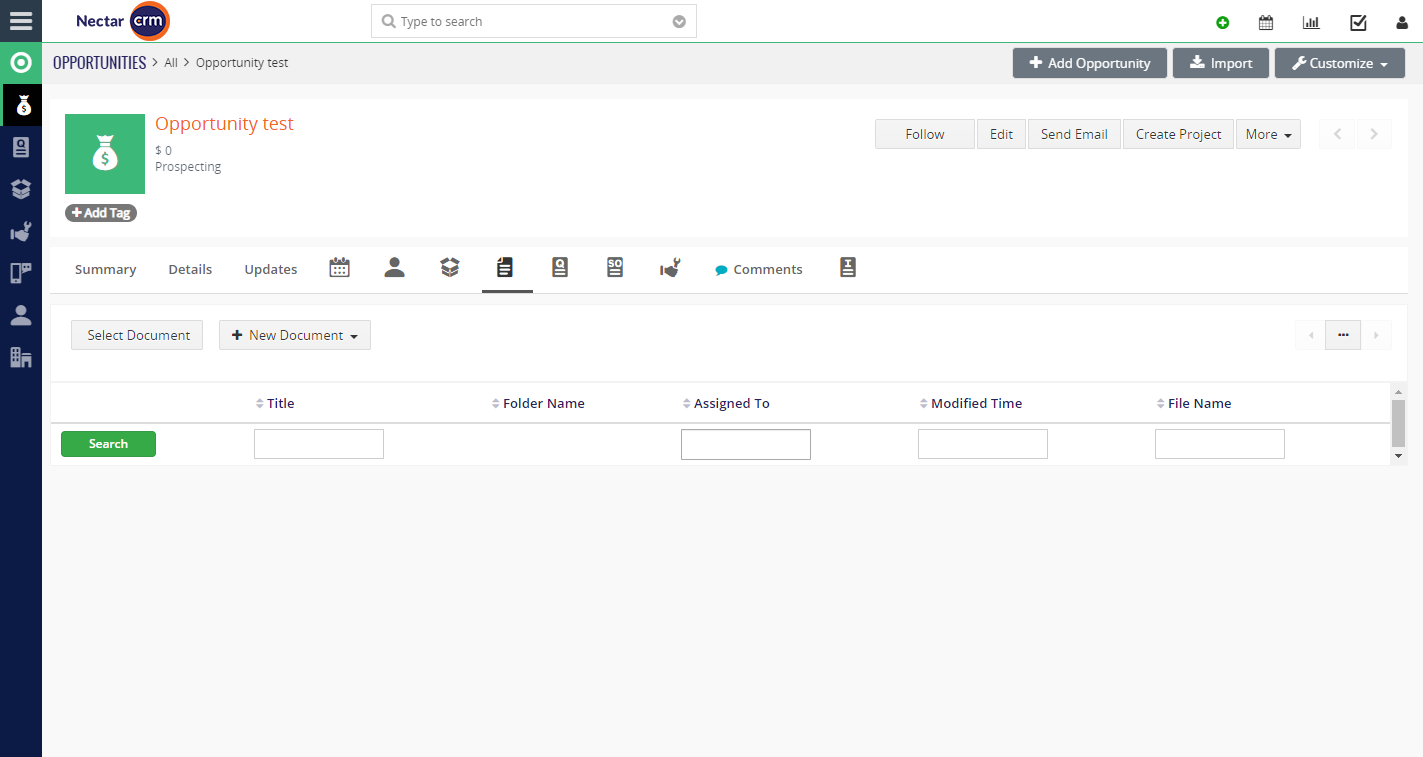 Nectar crm
Type to search
OPPORTUNITIES > All > Opportunity test
Add Opportunity
Import
Customize
Opportunity test
$ 0
Prospecting
Add Tag
Follow
Edit
Send Email
Create Project
More
Summary
Details
Updates
Q
SO
Comments
I
Select Document
New Document
Title
Folder Name
Assigned To
Modified Time
File Name
Search